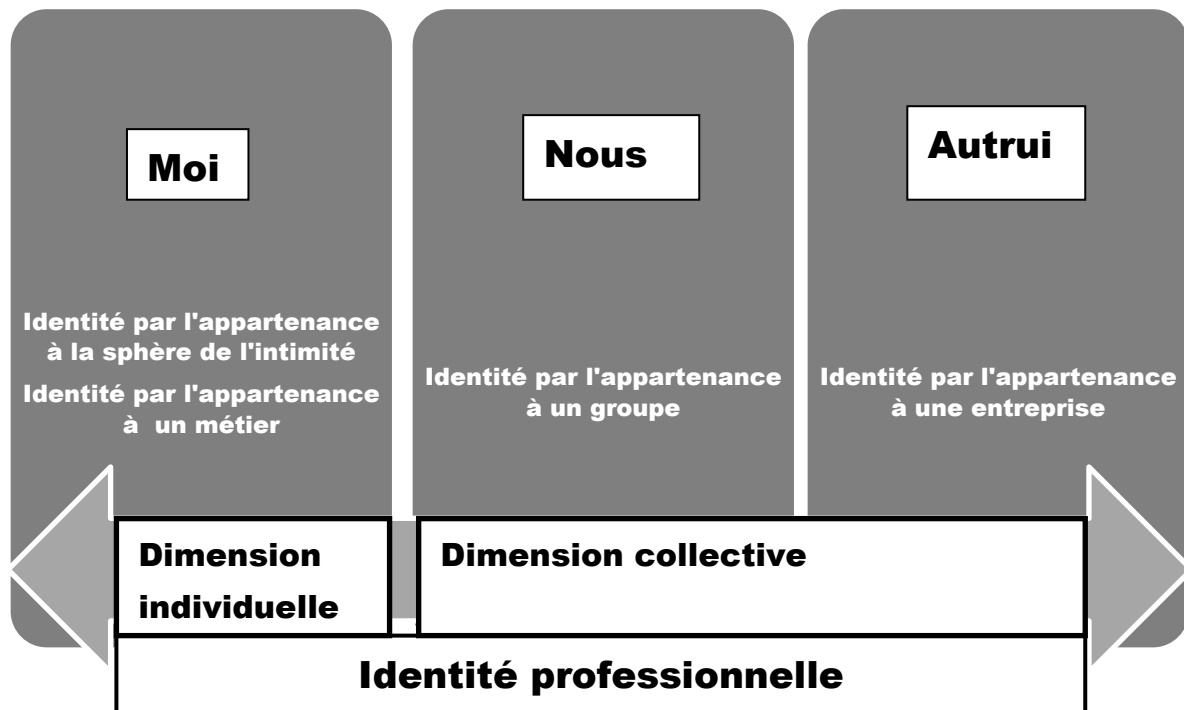 Moi
Identité par l'appartenance
à la sphère de l'intimité
Identité par l'appartenance
à un métier
Nous
Identité par l'appartenance
à un groupe
Autrui
Identité par l'appartenance
à une entreprise
Dimension
individuelle
Dimension collective
Identité professionnelle